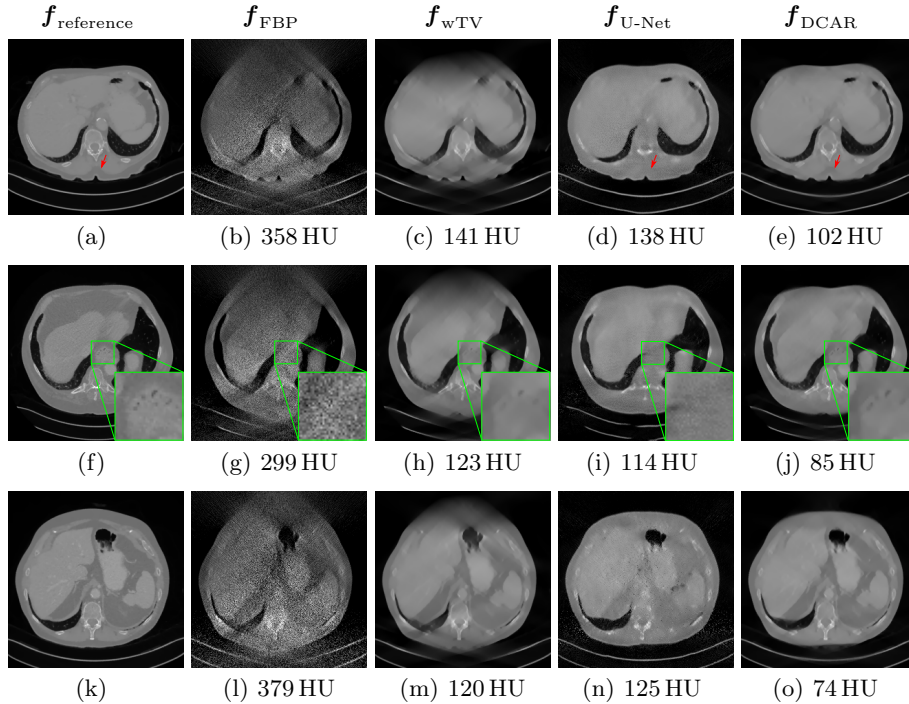 f_reference f_FBP f_wTV f_U-Net f_DCAR
(a) (b) 358 HU (c) 141 HU (d) 138 HU (e) 102 HU
(f) (g) 299 HU (h) 123 HU (i) 114 HU (j) 85 HU
(k) (l) 379 HU (m) 120 HU (n) 125 HU (o) 74 HU